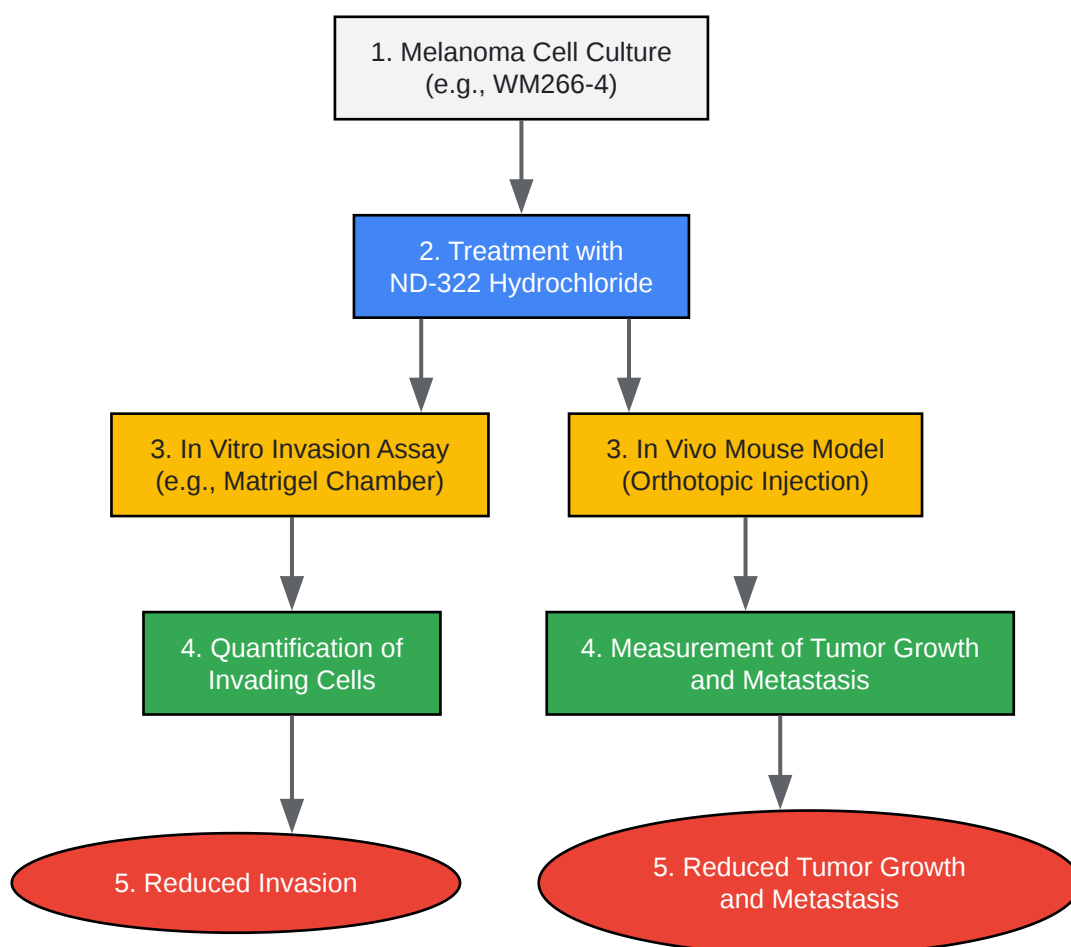 1. Melanoma Cell Culture
(e.g., WM266-4)
2. Treatment with
ND-322 Hydrochloride
3. In Vitro Invasion Assay
(e.g., Matrigel Chamber)
3. In Vivo Mouse Model
(Orthotopic Injection)
4. Quantification of
Invading Cells
4. Measurement of Tumor Growth
and Metastasis
5. Reduced Invasion
5. Reduced Tumor Growth
and Metastasis